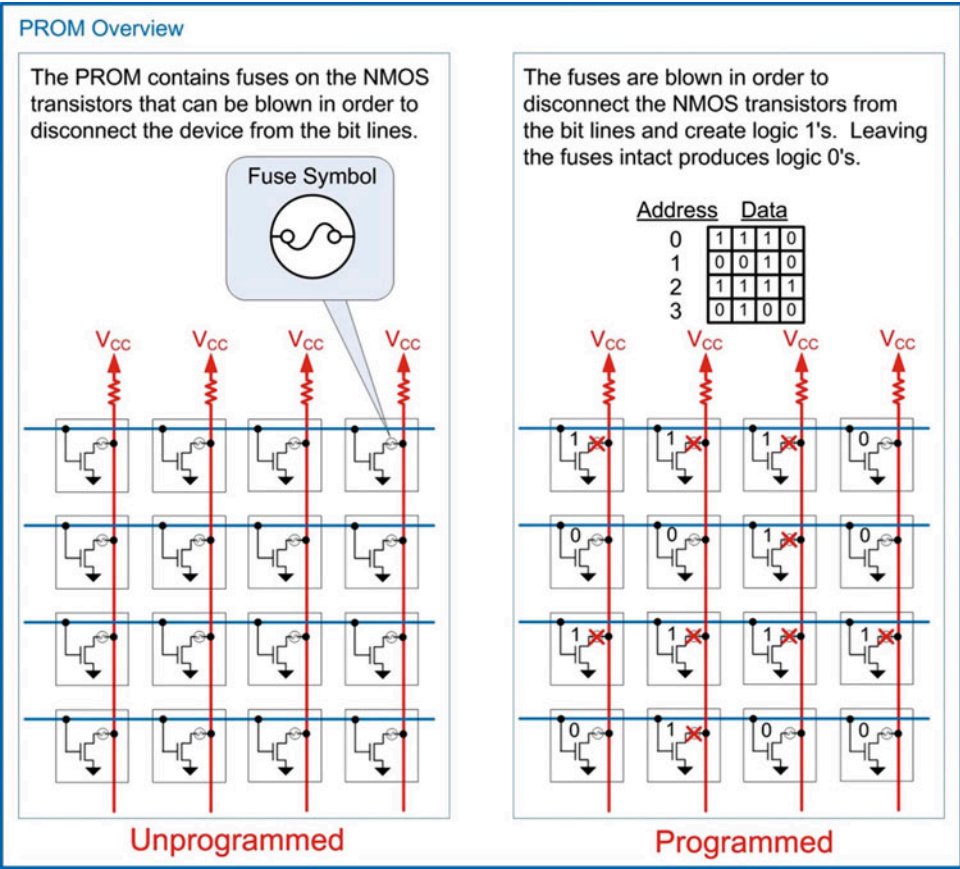 PROM Overview
The PROM contains fuses on the NMOS
transistors that can be blown in order to
disconnect the device from the bit lines.
Fuse Symbol
VCC VCC VCC VCC
Unprogrammed
The fuses are blown in order to
disconnect the NMOS transistors from
the bit lines and create logic 1's. Leaving
the fuses intact produces logic 0's.
Address Data
0 1 1 1 0
1 0 0 1 0
2 1 1 1 1
3 0 1 0 0
VCC VCC VCC VCC
1 1 1 0
0 0 1 0
1 1 1 1
0 1 0 0
Programmed